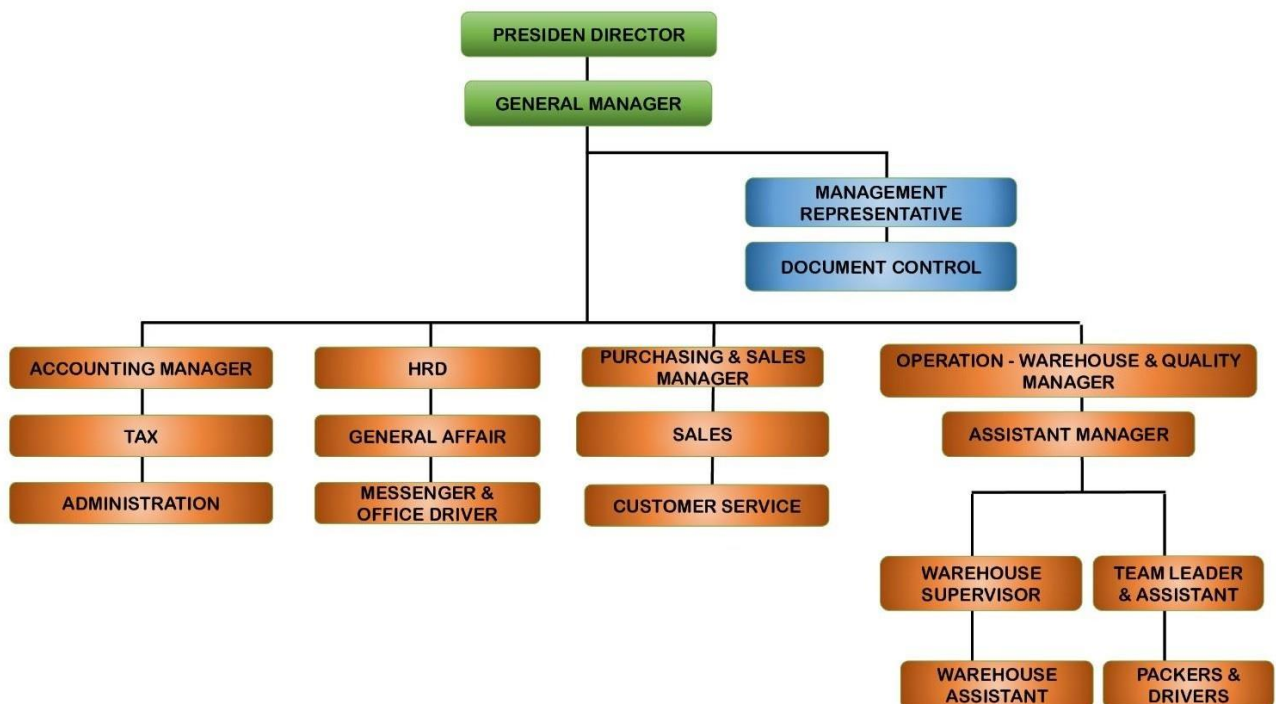 PRESIDEN DIRECTOR
GENERAL MANAGER
MANAGEMENT
REPRESENTATIVE
DOCUMENT CONTROL
ACCOUNTING MANAGER
TAX
ADMINISTRATION
HRD
GENERAL AFFAIR
MESSENGER &
OFFICE DRIVER
PURCHASING & SALES
MANAGER
SALES
CUSTOMER SERVICE
OPERATION - WAREHOUSE & QUALITY
MANAGER
ASSISTANT MANAGER
WAREHOUSE
SUPERVISOR
WAREHOUSE
ASSISTANT
TEAM LEADER
& ASSISTANT
PACKERS &
DRIVERS